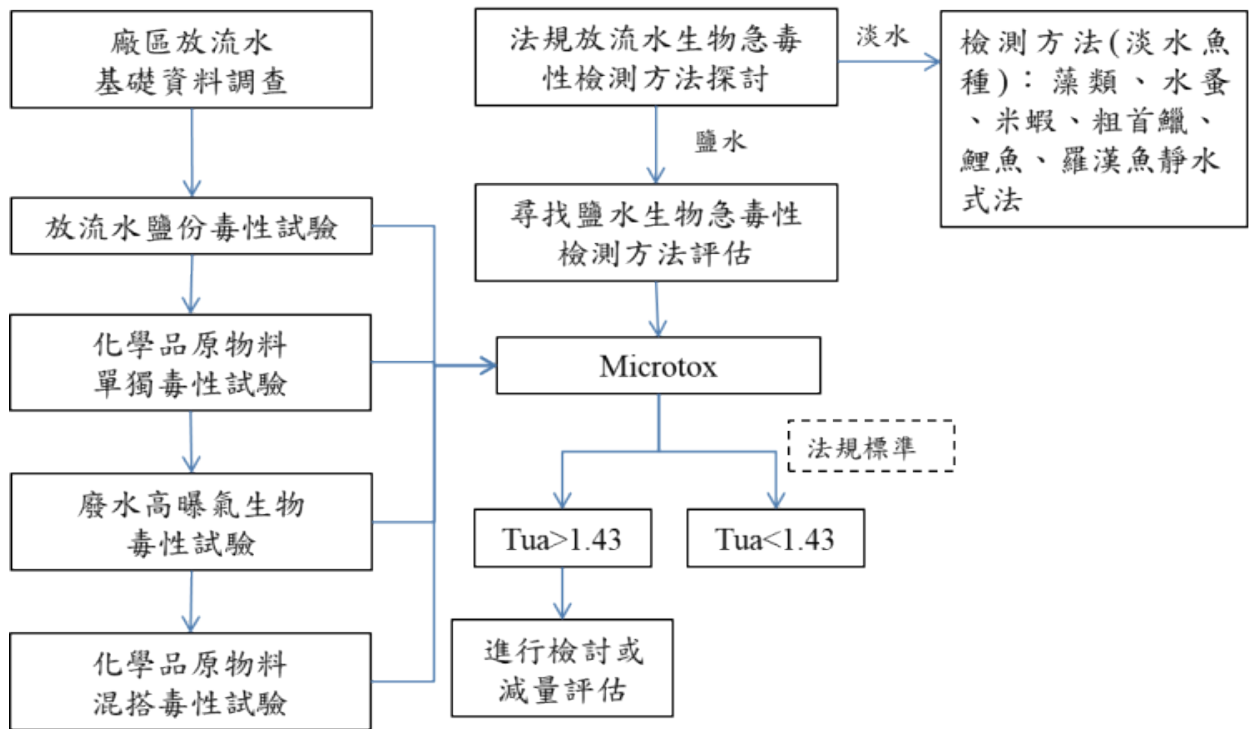 廠區放流水
基礎資料調查
放流水鹽份毒性試驗
化學品原物料
單獨毒性試驗
廢水高曝氣生物
毒性試驗
化學品原物料
混搭毒性試驗
法規放流水生物急毒
性檢測方法探討
淡水
檢測方法(淡水魚
種)：藻類、水蚤
、米蝦、粗首鱲、
鯉魚、羅漢魚靜水
式法
鹽水
尋找鹽水生物急毒性
檢測方法評估
Microtox
法規標準
Tua>1.43
Tua<1.43
進行檢討或
減量評估